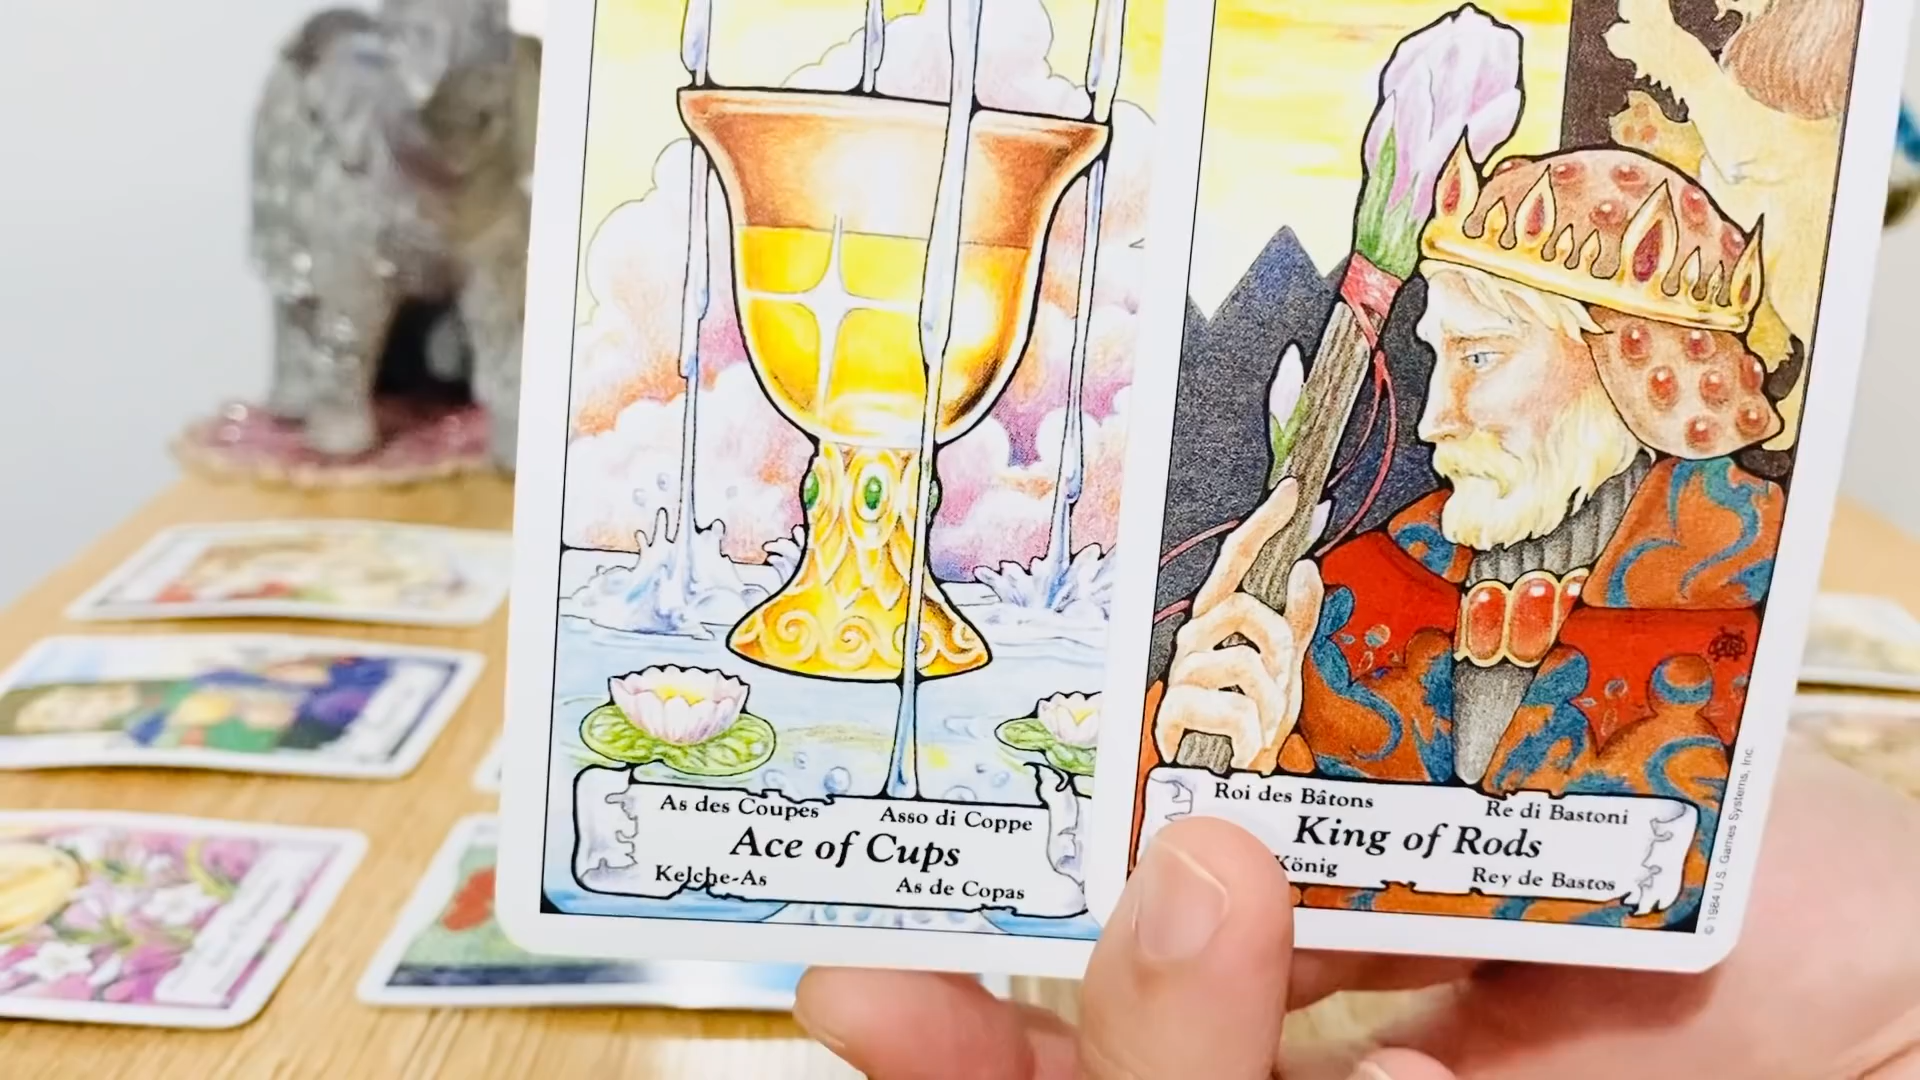 As des Coupes
Asso di Coppe
Ace of Cups
Kelche-As
As de Copas
Roi des Bâtons
Re di Bastoni
King of Rods
König
Rey de Bastos
© 1984 U.S. Games Systems, Inc.